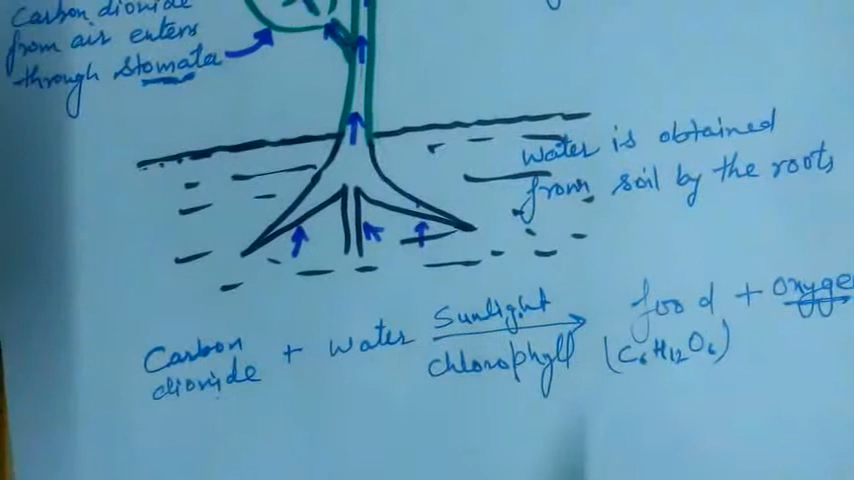 Carbon dioxide
from air enters
through stomata
Water is obtained
from soil by the roots
Carbon dioxide + water Sunlight chlorophyll food + Oxyge
(C6H12O6)